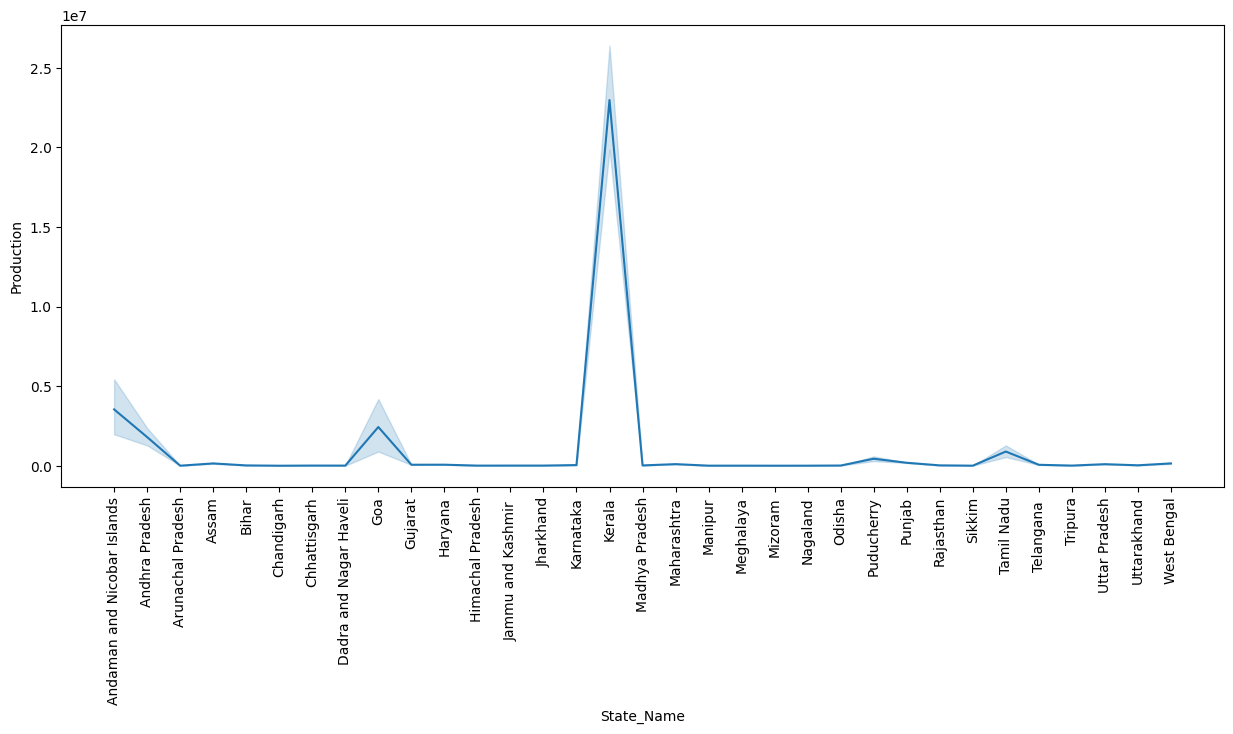 1e7
2.5
2.0
1.5
1.0
0.5
0.0
Production
Andaman and Nicobar Islands
Andhra Pradesh
Arunachal Pradesh
Assam
Bihar
Chandigarh
Chhattisgarh
Dadra and Nagar Haveli
Goa
Gujarat
Haryana
Himachal Pradesh
Jammu and Kashmir
Jharkhand
Karnataka
Kerala
Madhya Pradesh
Maharashtra
Manipur
Meghalaya
Mizoram
Nagaland
Odisha
Puducherry
Punjab
Rajasthan
Sikkim
Tamil Nadu
Telangana
Tripura
Uttar Pradesh
Uttarakhand
West Bengal
State_Name